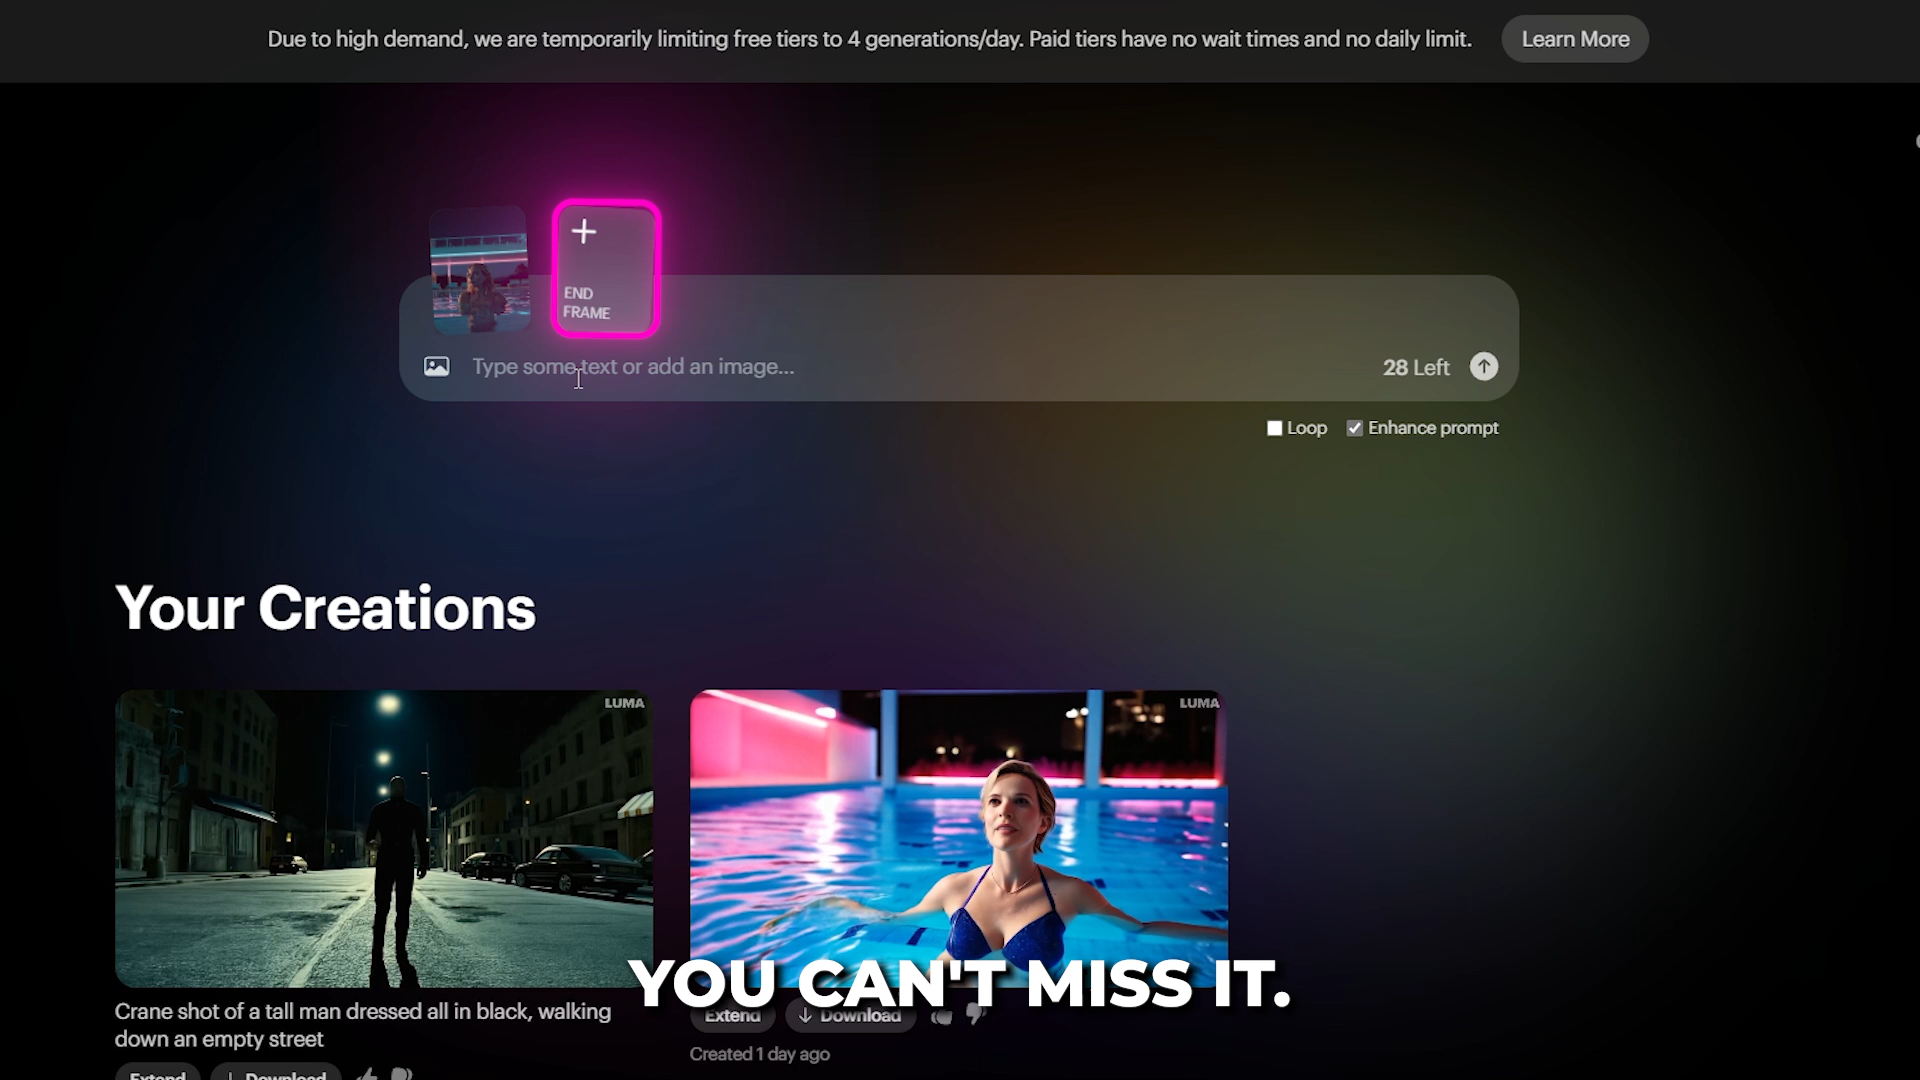 Due to high demand, we are temporarily limiting free tiers to 4 generations/day. Paid tiers have no wait times and no daily limit.
Learn More
END
FRAME
Type some text or add an image...
28 Left
Loop
Enhance prompt
Your Creations
LUMA
LUMA
YOU CAN'T MISS IT.
Crane shot of a tall man dressed all in black, walking
down an empty street
Extend
Download
Created 1 day ago
Extend
Download